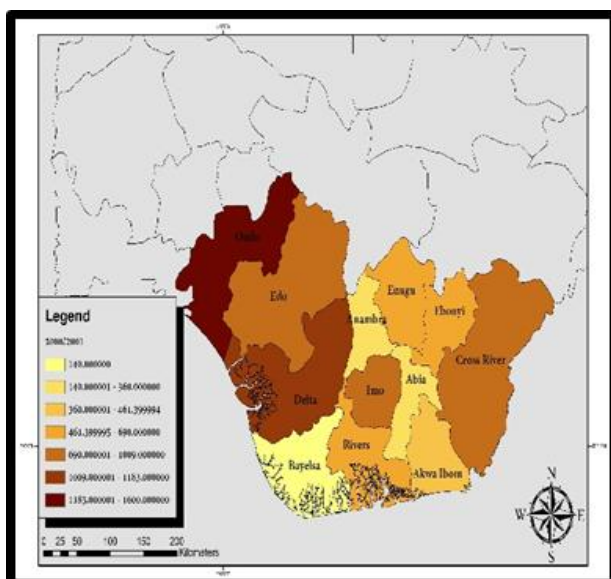 Ondo
Edo
Anambra
Enugu
Ebonyi
Cross River
Imo
Abia
Delta
Rivers
Bayelsa
Akwa Ibom
Legend
140.000000
140.000001 - 360.000000
360.000001 - 461.399994
461.399995 - 690.000000
690.000001 - 1009.000000
1009.000001 - 1183.000000
1183.000001 - 1600.000000
0 25 50 100 150 200
Kilometers
N
W E
S